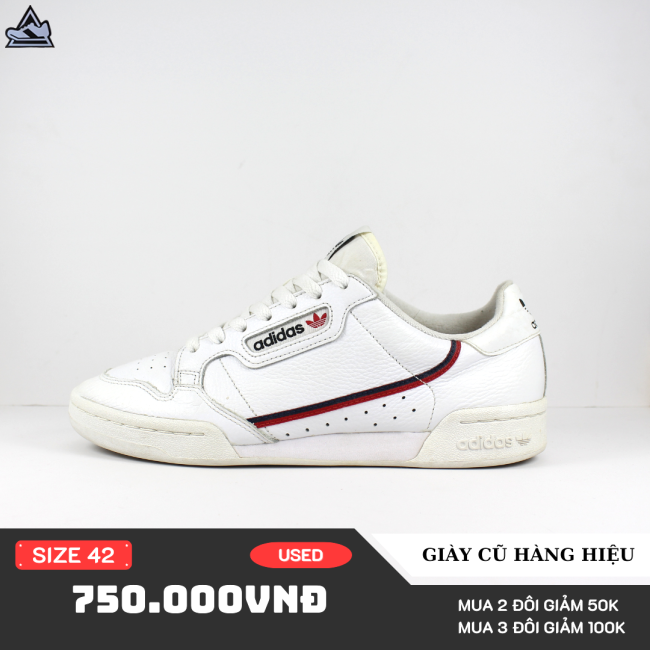 adidas
adidas
SIZE 42
USED
GIÀY CŨ HÀNG HIỆU
750.000VNĐ
MUA 2 ĐÔI GIẢM 50K
MUA 3 ĐÔI GIẢM 100K